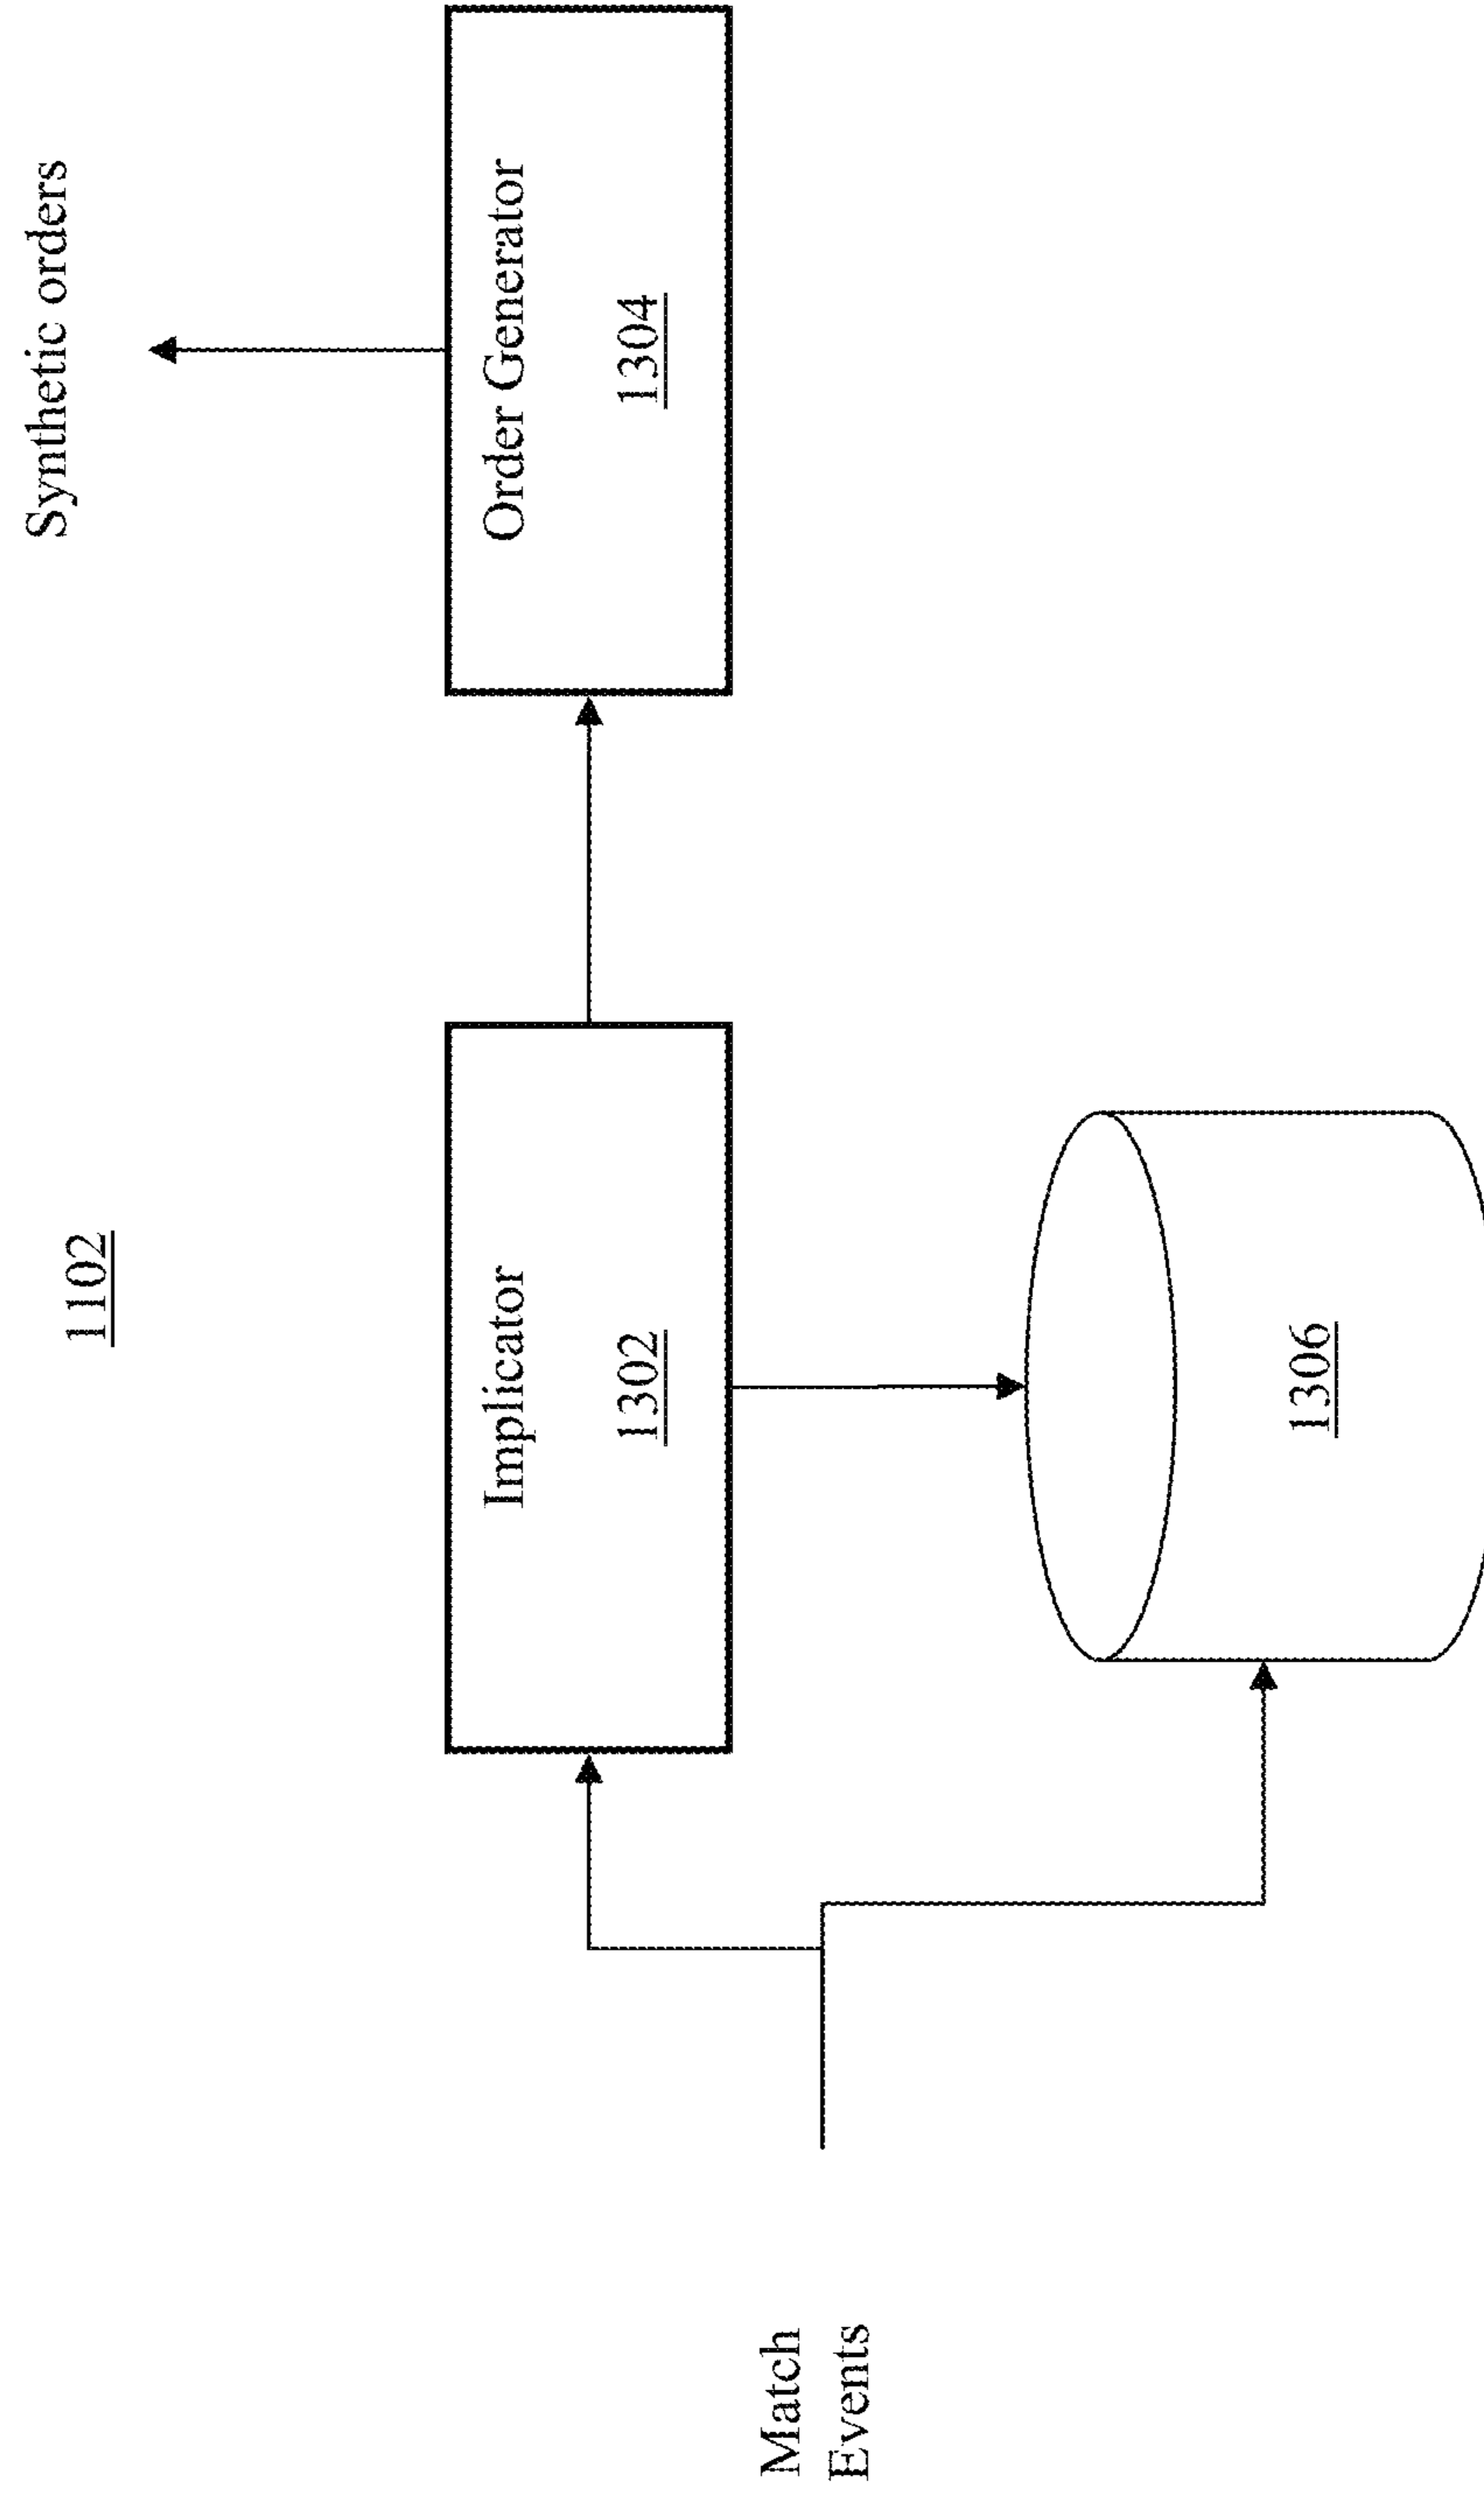 1102
Synthetic orders
Implicator
1302
Order Generator
1304
Match
Events
1306